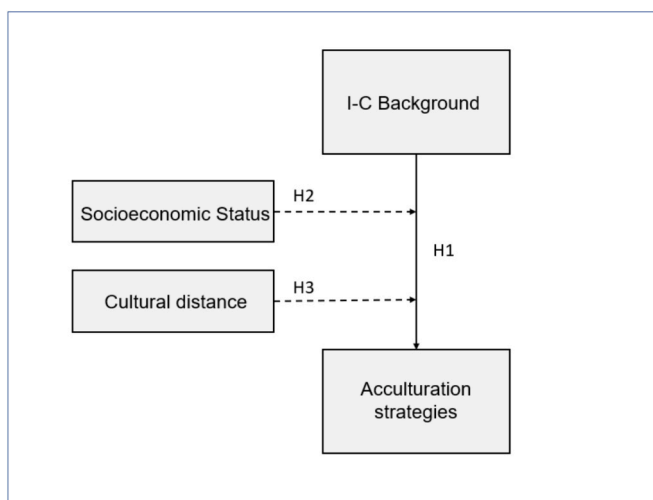 I-C Background
H2
Socioeconomic Status
H1
H3
Cultural distance
Acculturation
strategies